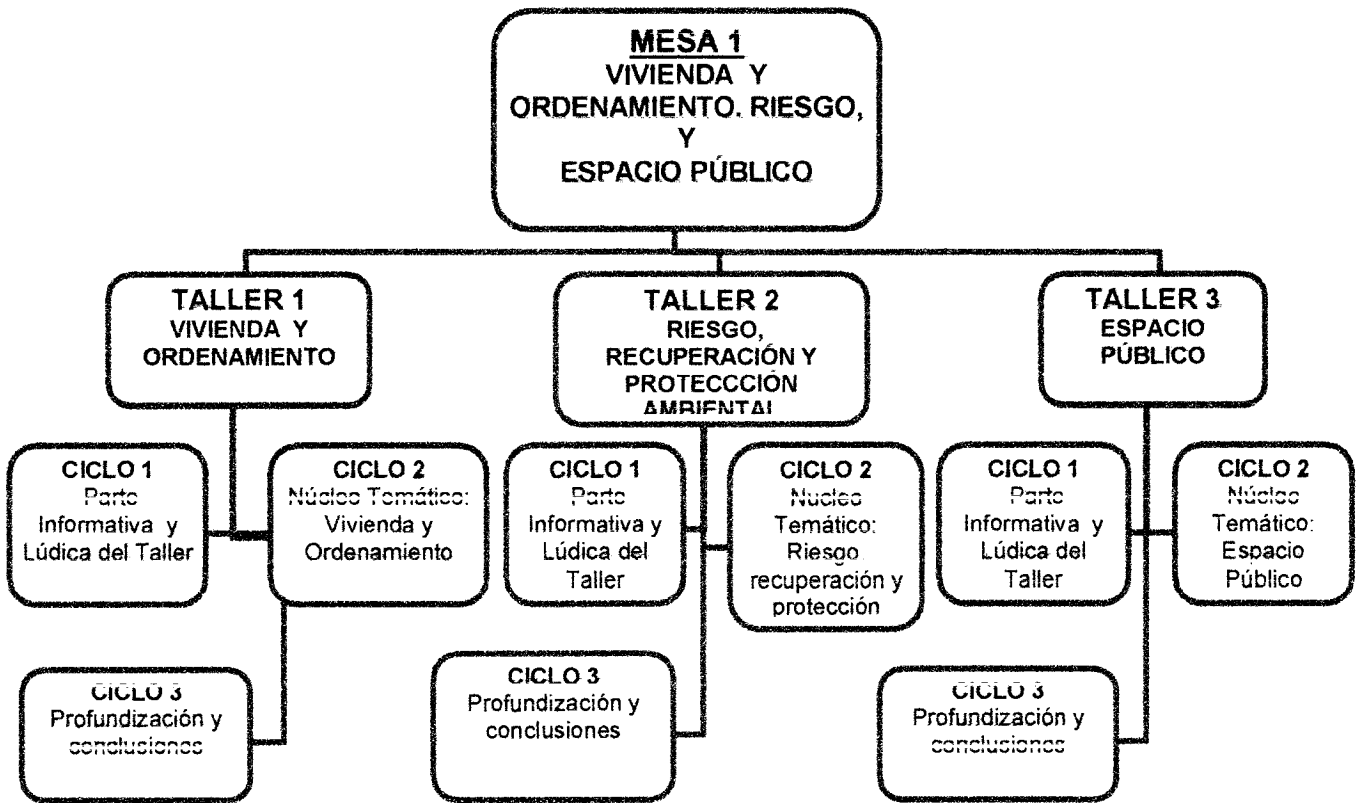 MESA 1
VIVIENDA Y
ORDENAMIENTO. RIESGO,
Y
ESPACIO PÚBLICO
TALLER 1
VIVIENDA Y
ORDENAMIENTO
TALLER 2
RIESGO,
RECUPERACIÓN Y
PROTECCCIÓN
AMBIENTAL
TALLER 3
ESPACIO
PÚBLICO
CICLO 1
Parte
Informativa y
Lúdica del Taller
CICLO 2
Núcleo Temático:
Vivienda y
Ordenamiento
CICLO 1
Parte
Informativa y
Lúdica del
Taller
CICLO 2
Nucleo
Temático:
Riesgo
recuperación y
protección
CICLO 1
Parte
Informativa y
Lúdica del
Taller
CICLO 2
Núcleo
Temático:
Espacio
Público
CICLO 3
Profundización y
conclusiones
CICLO 3
Profundización y
conclusiones
CICLO 3
Profundización y
conclusiones